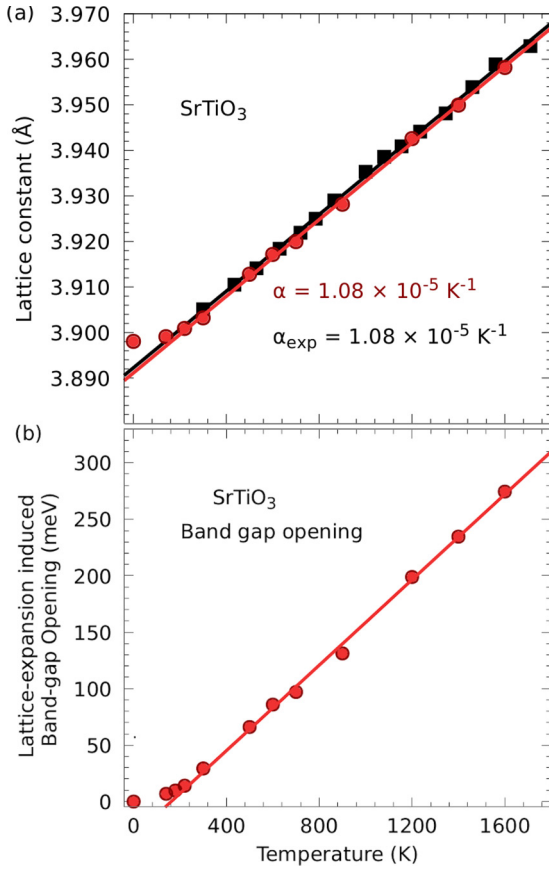 (a)
3.970
3.960
3.950
3.940
3.930
3.920
3.910
3.900
3.890
Lattice constant (Å)
SrTiO₃
α = 1.08 × 10⁻⁵ K⁻¹
αₑₓₚ = 1.08 × 10⁻⁵ K⁻¹
(b)
300
250
200
150
100
50
0
Lattice-expansion induced
Band-gap Opening (meV)
SrTiO₃
Band gap opening
0 400 800 1200 1600
Temperature (K)